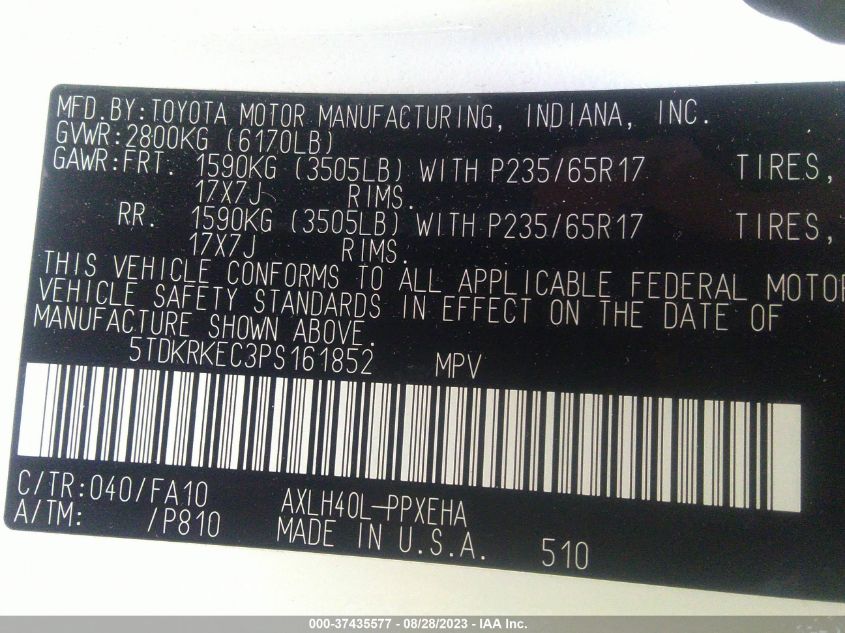 MFD.BY:TOYOTA MOTOR MANUFACTURING, INDIANA, INC.
GVWR:2800KG (6170LB)
GAWR:FRT. 1590KG (3505LB) WITH P235/65R17 TIRES,
17X7J RIMS.
RR. 1590KG (3505LB) WITH P235/65R17 TIRES,
17X7J RIMS.
THIS VEHICLE CONFORMS TO ALL APPLICABLE FEDERAL MOTOR
VEHICLE SAFETY STANDARDS IN EFFECT ON THE DATE OF
MANUFACTURE SHOWN ABOVE.
5TDKRKEC3PS161852 MPV
C/TR:040/FA10 AXLH40L-PPXEHA
A/TM: /P810 MADE IN U.S.A. 510
000-37435577 - 08/28/2023 - IAA Inc.